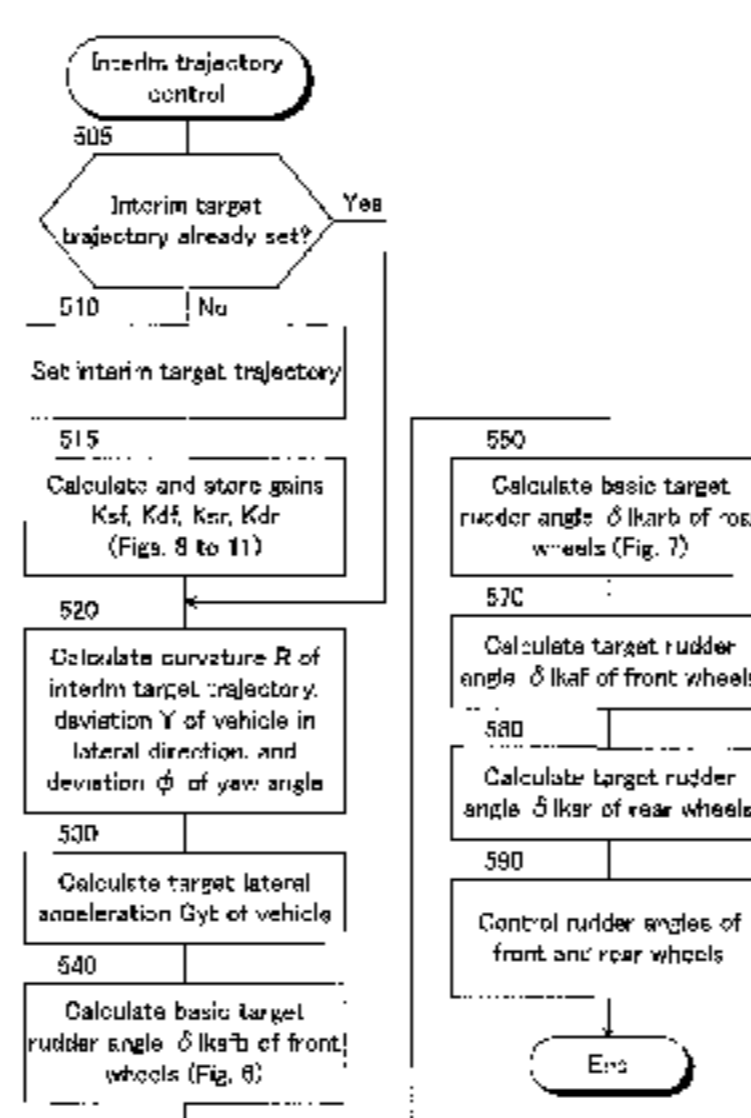 Interim trajectory
control
505
Interim target
trajectory already set?
Yes
510
No
Set interim target trajectory
515
Calculate and store gains
Ksf, Kdf, Ksr, Kdr
(Figs. 8 to 11)
520
Calculate curvature R of
interim target trajectory,
deviation Y of vehicle in
lateral direction, and
deviation ϕ of yaw angle
530
Calculate target lateral
acceleration Gyt of vehicle
540
Calculate basic target
rudder angle δ lkafb of front
wheels (Fig. 6)
550
Calculate basic target
rudder angle δ lkarb of rear
wheels (Fig. 7)
570
Calculate target rudder
angle δ lkaf of front wheels
580
Calculate target rudder
angle δ lkar of rear wheels
590
Control rudder angles of
front and rear wheels
End